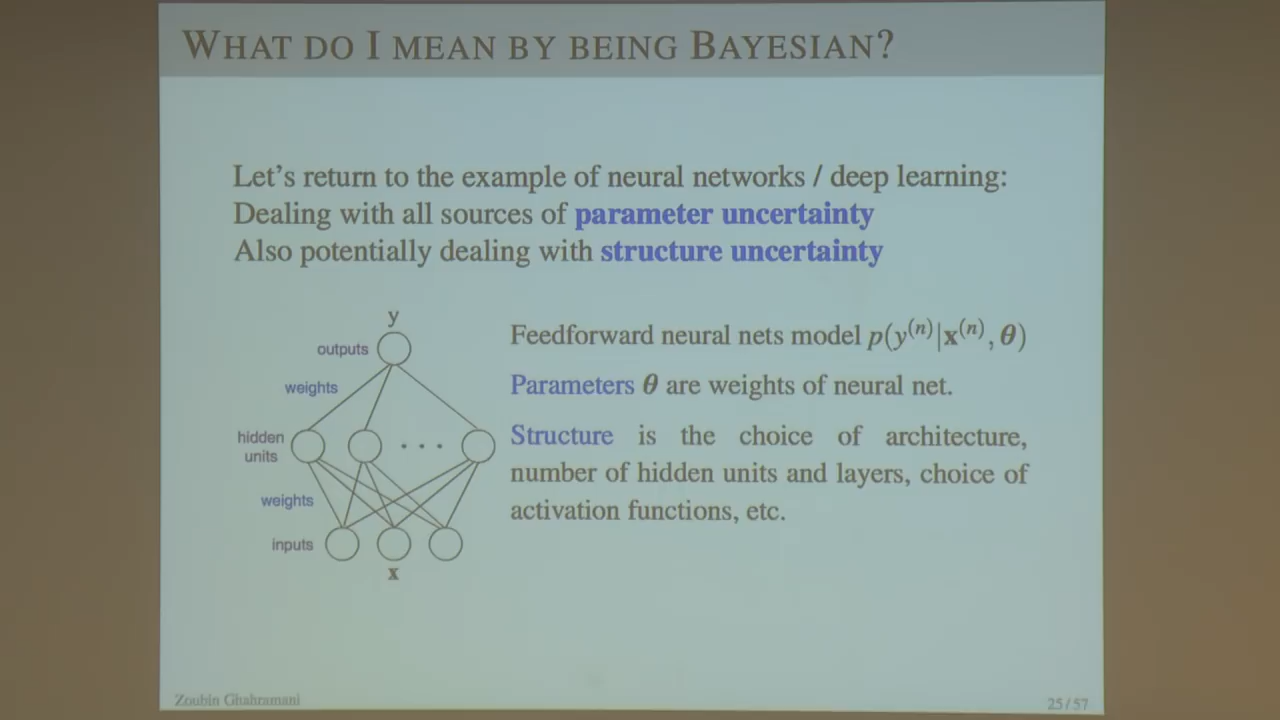 WHAT DO I MEAN BY BEING BAYESIAN?
Let's return to the example of neural networks / deep learning:
Dealing with all sources of parameter uncertainty
Also potentially dealing with structure uncertainty
y
outputs
weights
hidden
units
weights
inputs
x
Feedforward neural nets model p(y⁽ⁿ⁾|x⁽ⁿ⁾, θ)
Parameters θ are weights of neural net.
Structure is the choice of architecture,
number of hidden units and layers, choice of
activation functions, etc.
Zoubin Ghahramani
25 / 57